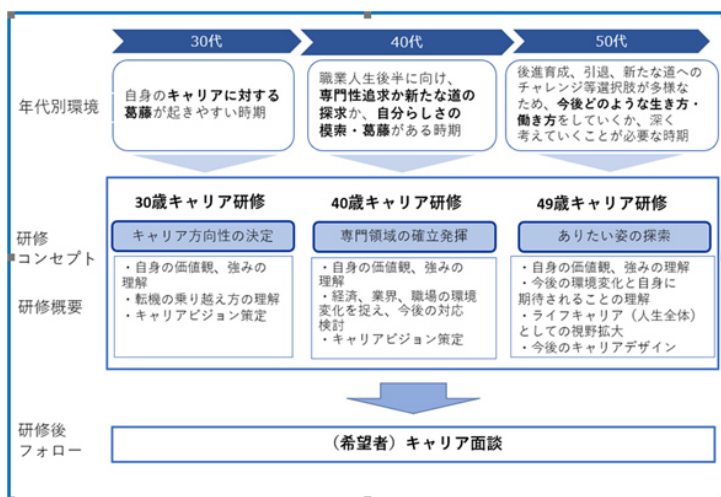 30代
40代
50代
年代別環境
自身のキャリアに対する
葛藤が起きやすい時期
職業人生後半に向け、
専門性追求か新たな道の
探求か、自分らしさの
模索・葛藤がある時期
後進育成、引退、新たな道への
チャレンジ等選択肢が多様な
ため、今後どのような生き方・
働き方をしていくか、深く
考えていくことが必要な時期
30歳キャリア研修
40歳キャリア研修
49歳キャリア研修
研修
コンセプト
キャリア方向性の決定
専門領域の確立発揮
ありたい姿の探索
研修概要
・自身の価値観、強みの
理解
・転機の乗り越え方の理解
・キャリアビジョン策定
・自身の価値観、強みの
理解
・経済、業界、職場の環境
変化を捉え、今後の対応
検討
・キャリアビジョン策定
・自身の価値観、強みの理解
・今後の環境変化と自身に
期待されることの理解
・ライフキャリア（人生全体）
としての視野拡大
・今後のキャリアデザイン
研修後
フォロー
（希望者）キャリア面談